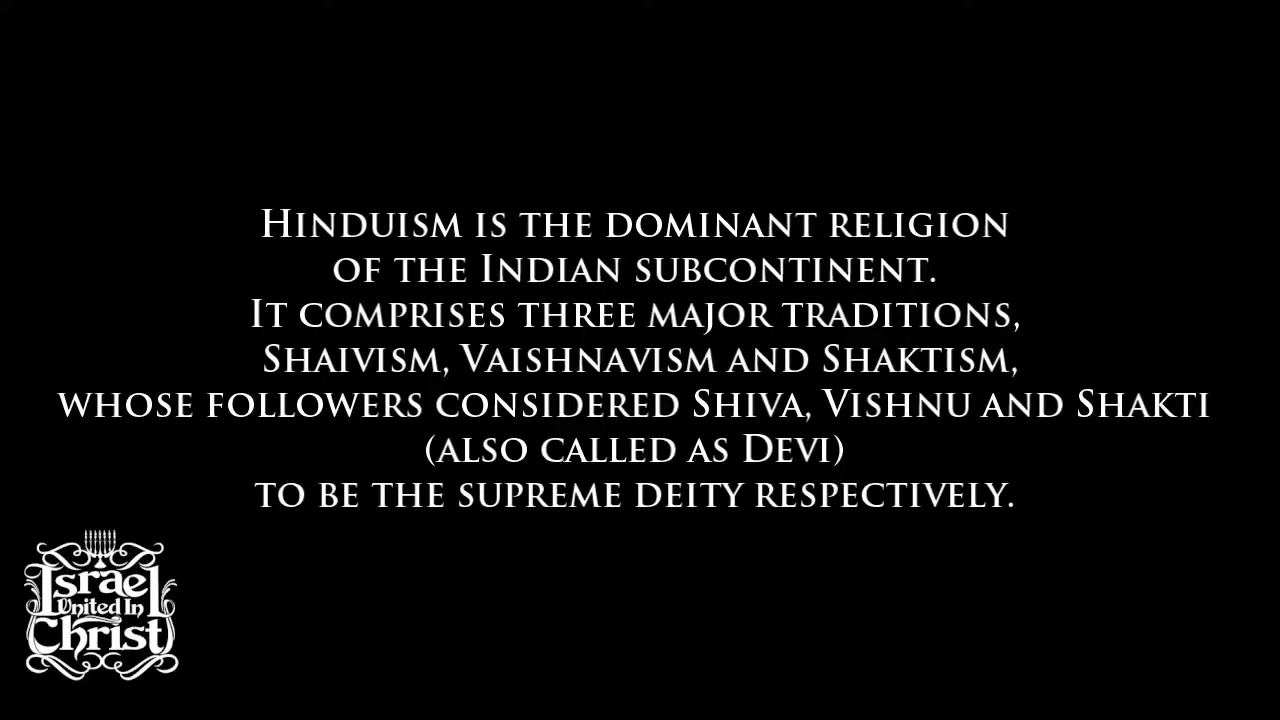 Hinduism is the dominant religion
of the Indian subcontinent.
It comprises three major traditions,
Shaivism, Vaishnavism and Shaktism,
whose followers considered Shiva, Vishnu and Shakti
(also called as Devi)
to be the supreme deity respectively.
Israel
United In
Christ